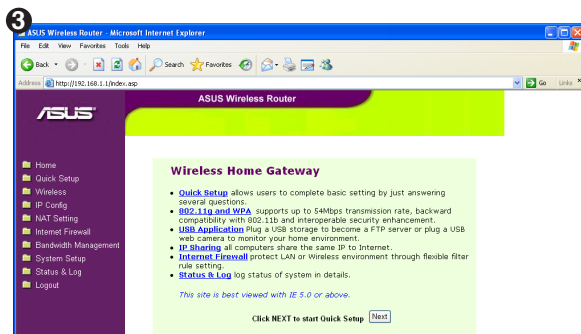 3
ASUS Wireless Router - Microsoft Internet Explorer
File Edit View Favorites Tools Help
Back Search Favorites
Address http://192.168.1.1/index.asp Go Links
ASUS Wireless Router
ASUS
Home
Quick Setup
Wireless
IP Config
NAT Setting
Internet Firewall
Bandwidth Management
System Setup
Status & Log
Logout
Wireless Home Gateway
Quick Setup allows users to complete basic setting by just answering
several questions.
802.11g and WPA supports up to 54Mbps transmission rate, backward
compatibility with 802.11b and interoperable security enhancement.
USB Application Plug a USB storage to become a FTP server or plug a USB
web camera to monitor your home environment.
IP Sharing all computers share the same IP to Internet.
Internet Firewall protect LAN or Wireless environment through flexible filter
rule setting.
Status & Log log status of system in details.
This site is best viewed with IE 5.0 or above.
Click NEXT to start Quick Setup Next